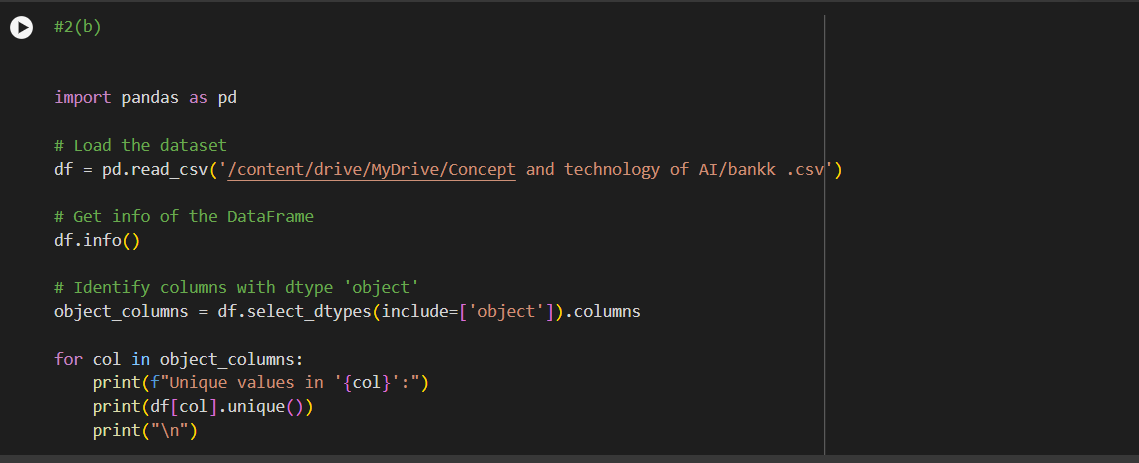 #2(b)
import pandas as pd
# Load the dataset
df = pd.read_csv('/content/drive/MyDrive/Concept and technology of AI/bankk .csv')
# Get info of the DataFrame
df.info()
# Identify columns with dtype 'object'
object_columns = df.select_dtypes(include=['object']).columns
for col in object_columns:
    print(f"Unique values in '{col}':")
    print(df[col].unique())
    print("\n")